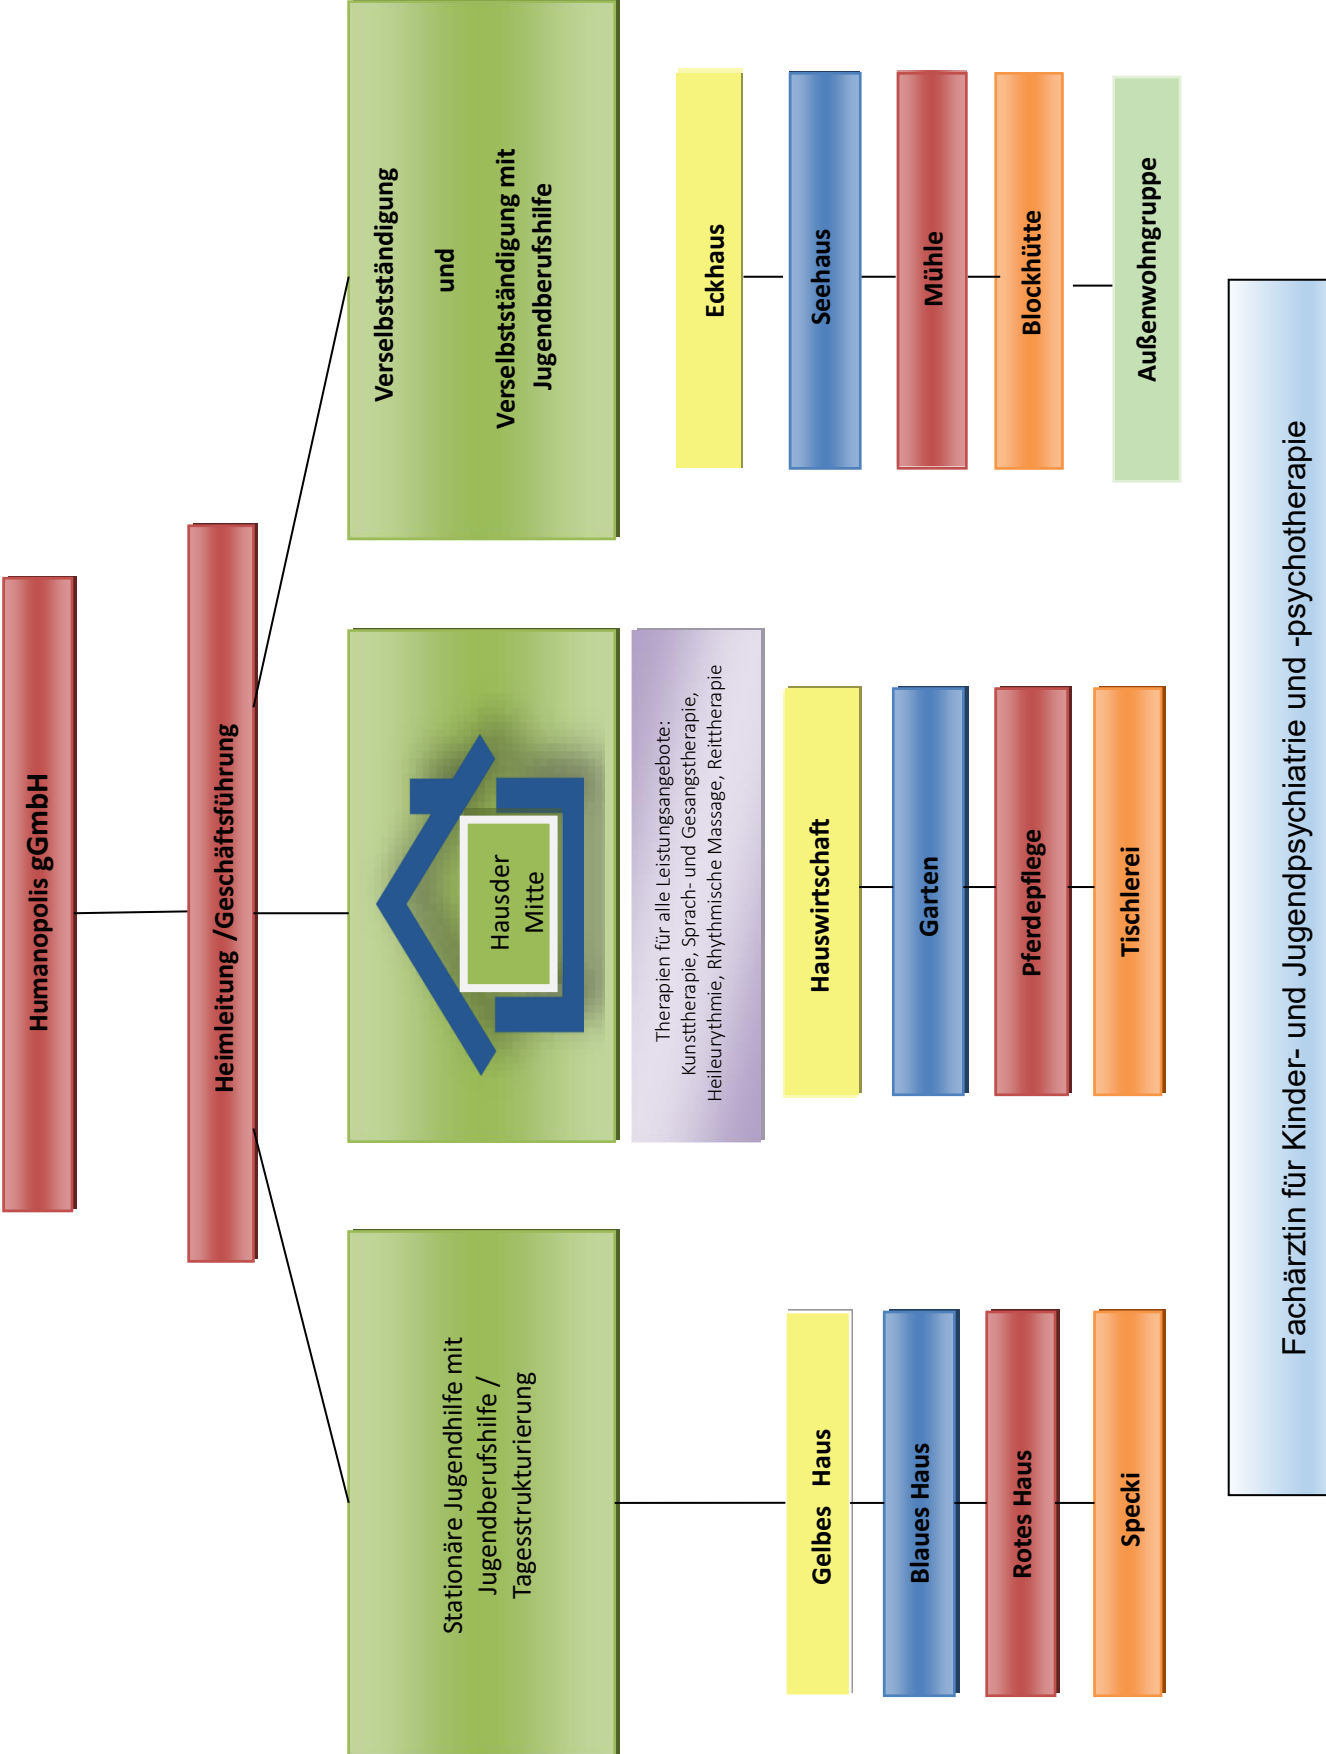 Humanopolis gGmbH
Heimleitung /Geschäftsführung
Stationäre Jugendhilfe mit
Jugendberufshilfe /
Tagesstrukturierung
Gelbes Haus
Blaues Haus
Rotes Haus
Specki
Hausder
Mitte
Therapien für alle Leistungsangebote:
Kunsttherapie, Sprach- und Gesangstherapie,
Heileurythmie, Rhythmische Massage, Reittherapie
Hauswirtschaft
Garten
Pferdepflege
Tischerei
Verselbstständigung
und
Verselbstständigung mit
Jugendberufshilfe
Eckhaus
Seehaus
Mühle
Blockhütte
Außenwohngruppe
Fachärztin für Kinder- und Jugendpsychiatrie und -psychotherapie